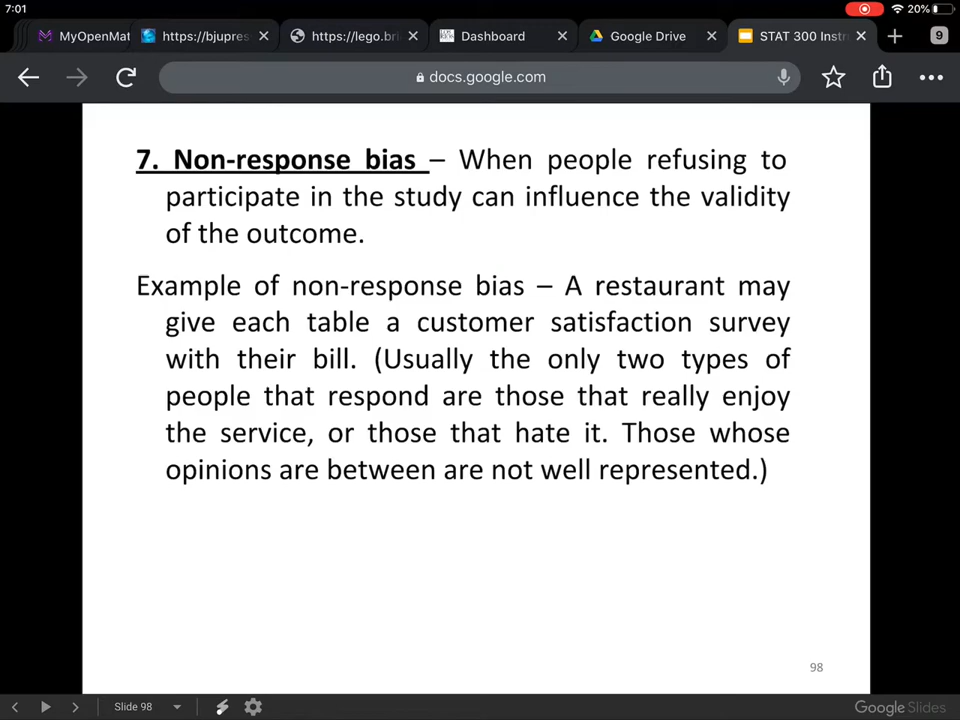 7:01
20%
MyOpenMat
https://bjupres
https://lego.bri
Dashboard
Google Drive
STAT 300 Instr
9
docs.google.com
7. Non-response bias – When people refusing to
participate in the study can influence the validity
of the outcome.
Example of non-response bias – A restaurant may
give each table a customer satisfaction survey
with their bill. (Usually the only two types of
people that respond are those that really enjoy
the service, or those that hate it. Those whose
opinions are between are not well represented.)
98
Slide 98
Google Slides